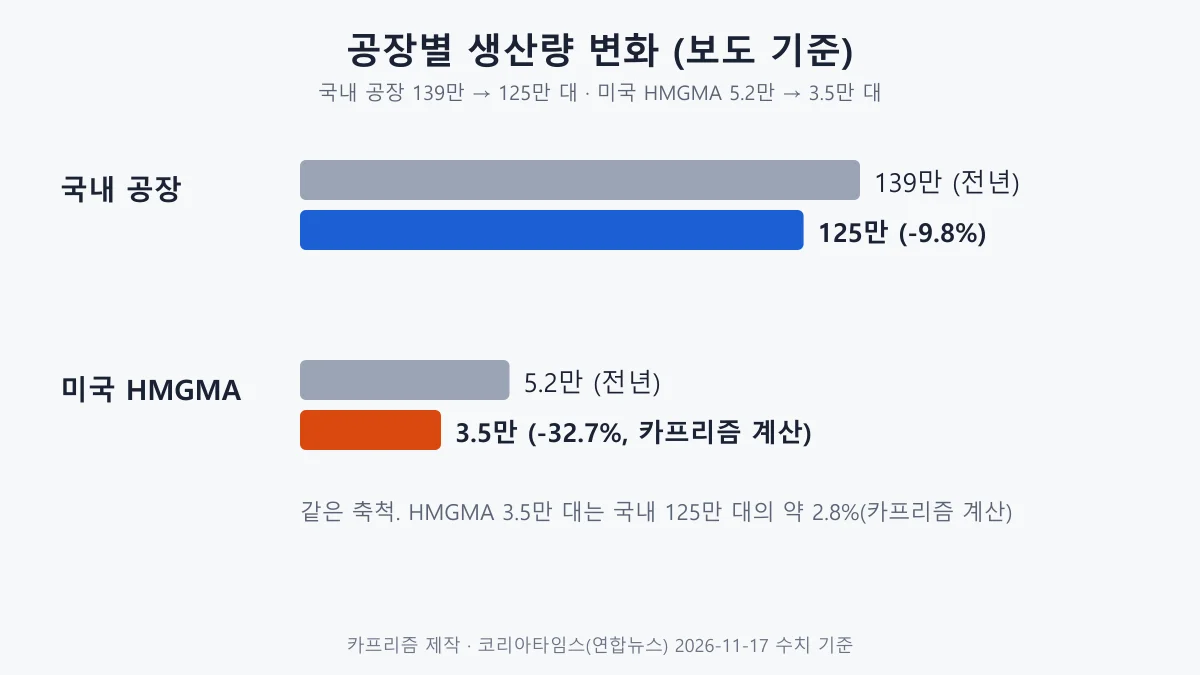 공장별 생산량 변화 (보도 기준)
국내 공장 139만 → 125만 대 · 미국 HMGMA 5.2만 → 3.5만 대
국내 공장
139만 (전년)
125만 (-9.8%)
미국 HMGMA
5.2만 (전년)
3.5만 (-32.7%, 카프리즘 계산)
같은 축척. HMGMA 3.5만 대는 국내 125만 대의 약 2.8%(카프리즘 계산)
카프리즘 제작 · 코리아타임스(연합뉴스) 2026-11-17 수치 기준